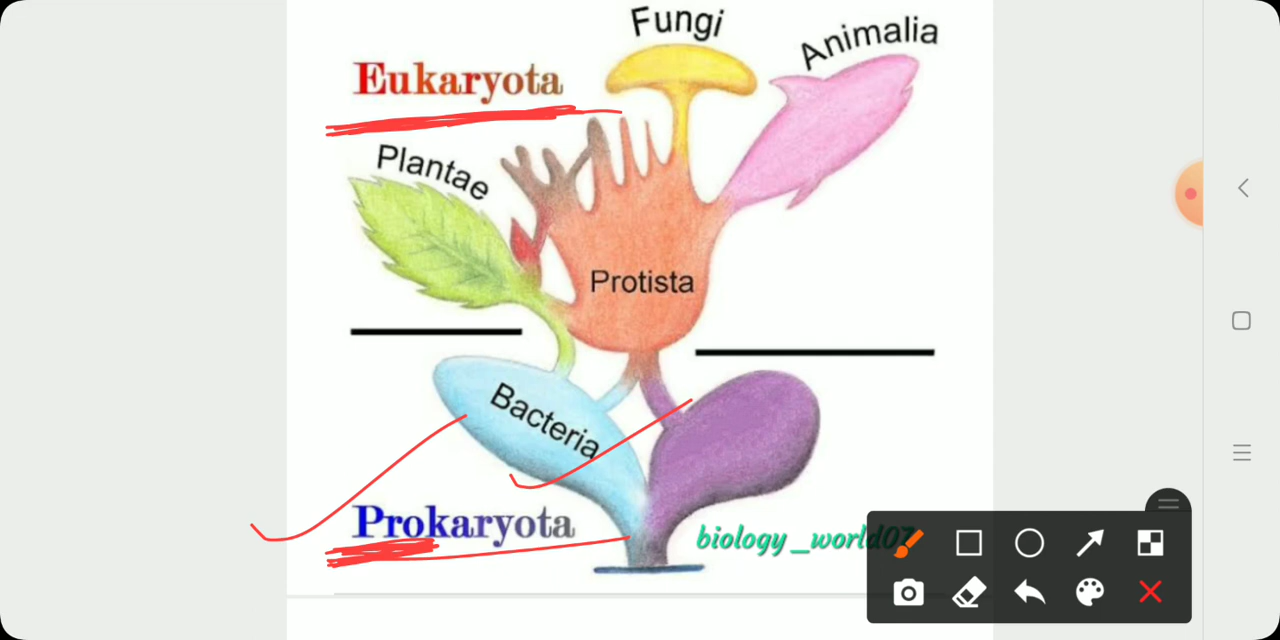 Fungi
Animalia
Eukaryota
Plantae
Protista
Bacteria
Prokaryota
biology_world07